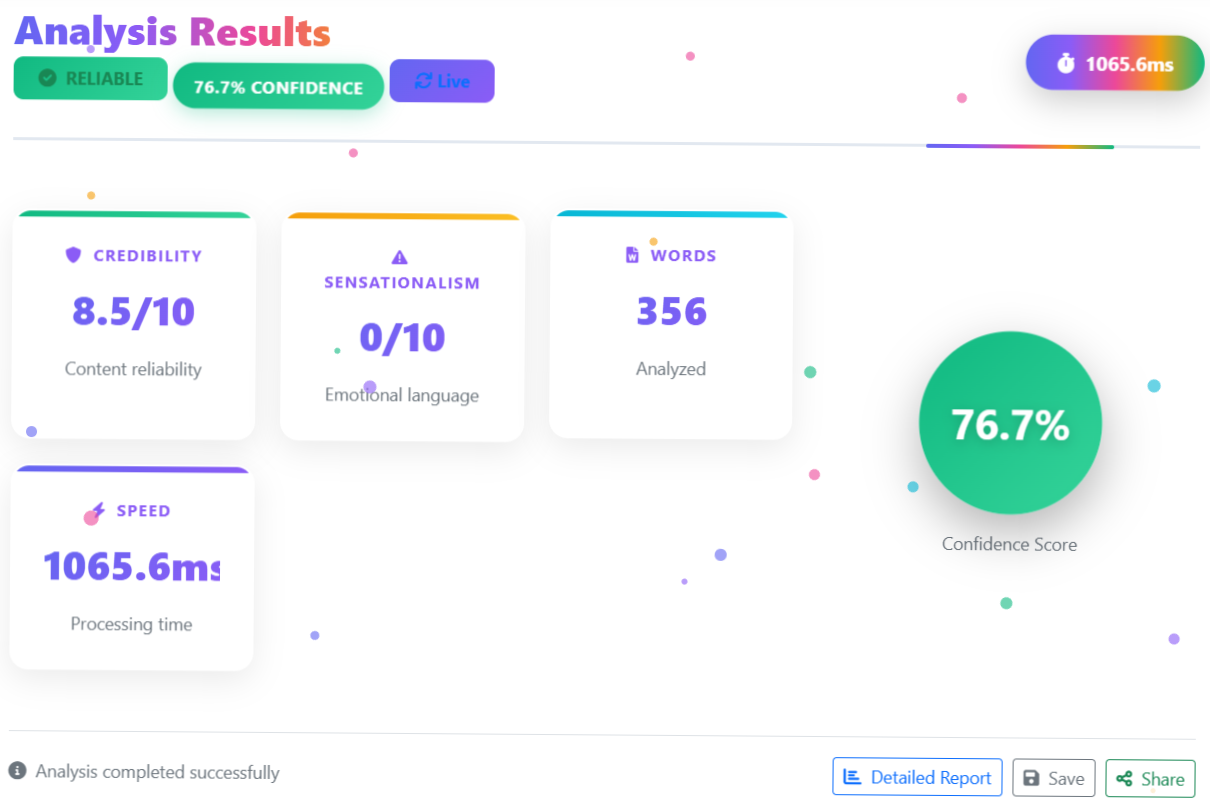 Analysis Results
RELIABLE
76.7% CONFIDENCE
Live
1065.6ms
CREDIBILITY
8.5/10
Content reliability
SENSATIONALISM
0/10
Emotional language
WORDS
356
Analyzed
SPEED
1065.6ms
Processing time
76.7%
Confidence Score
Analysis completed successfully
Detailed Report
Save
Share